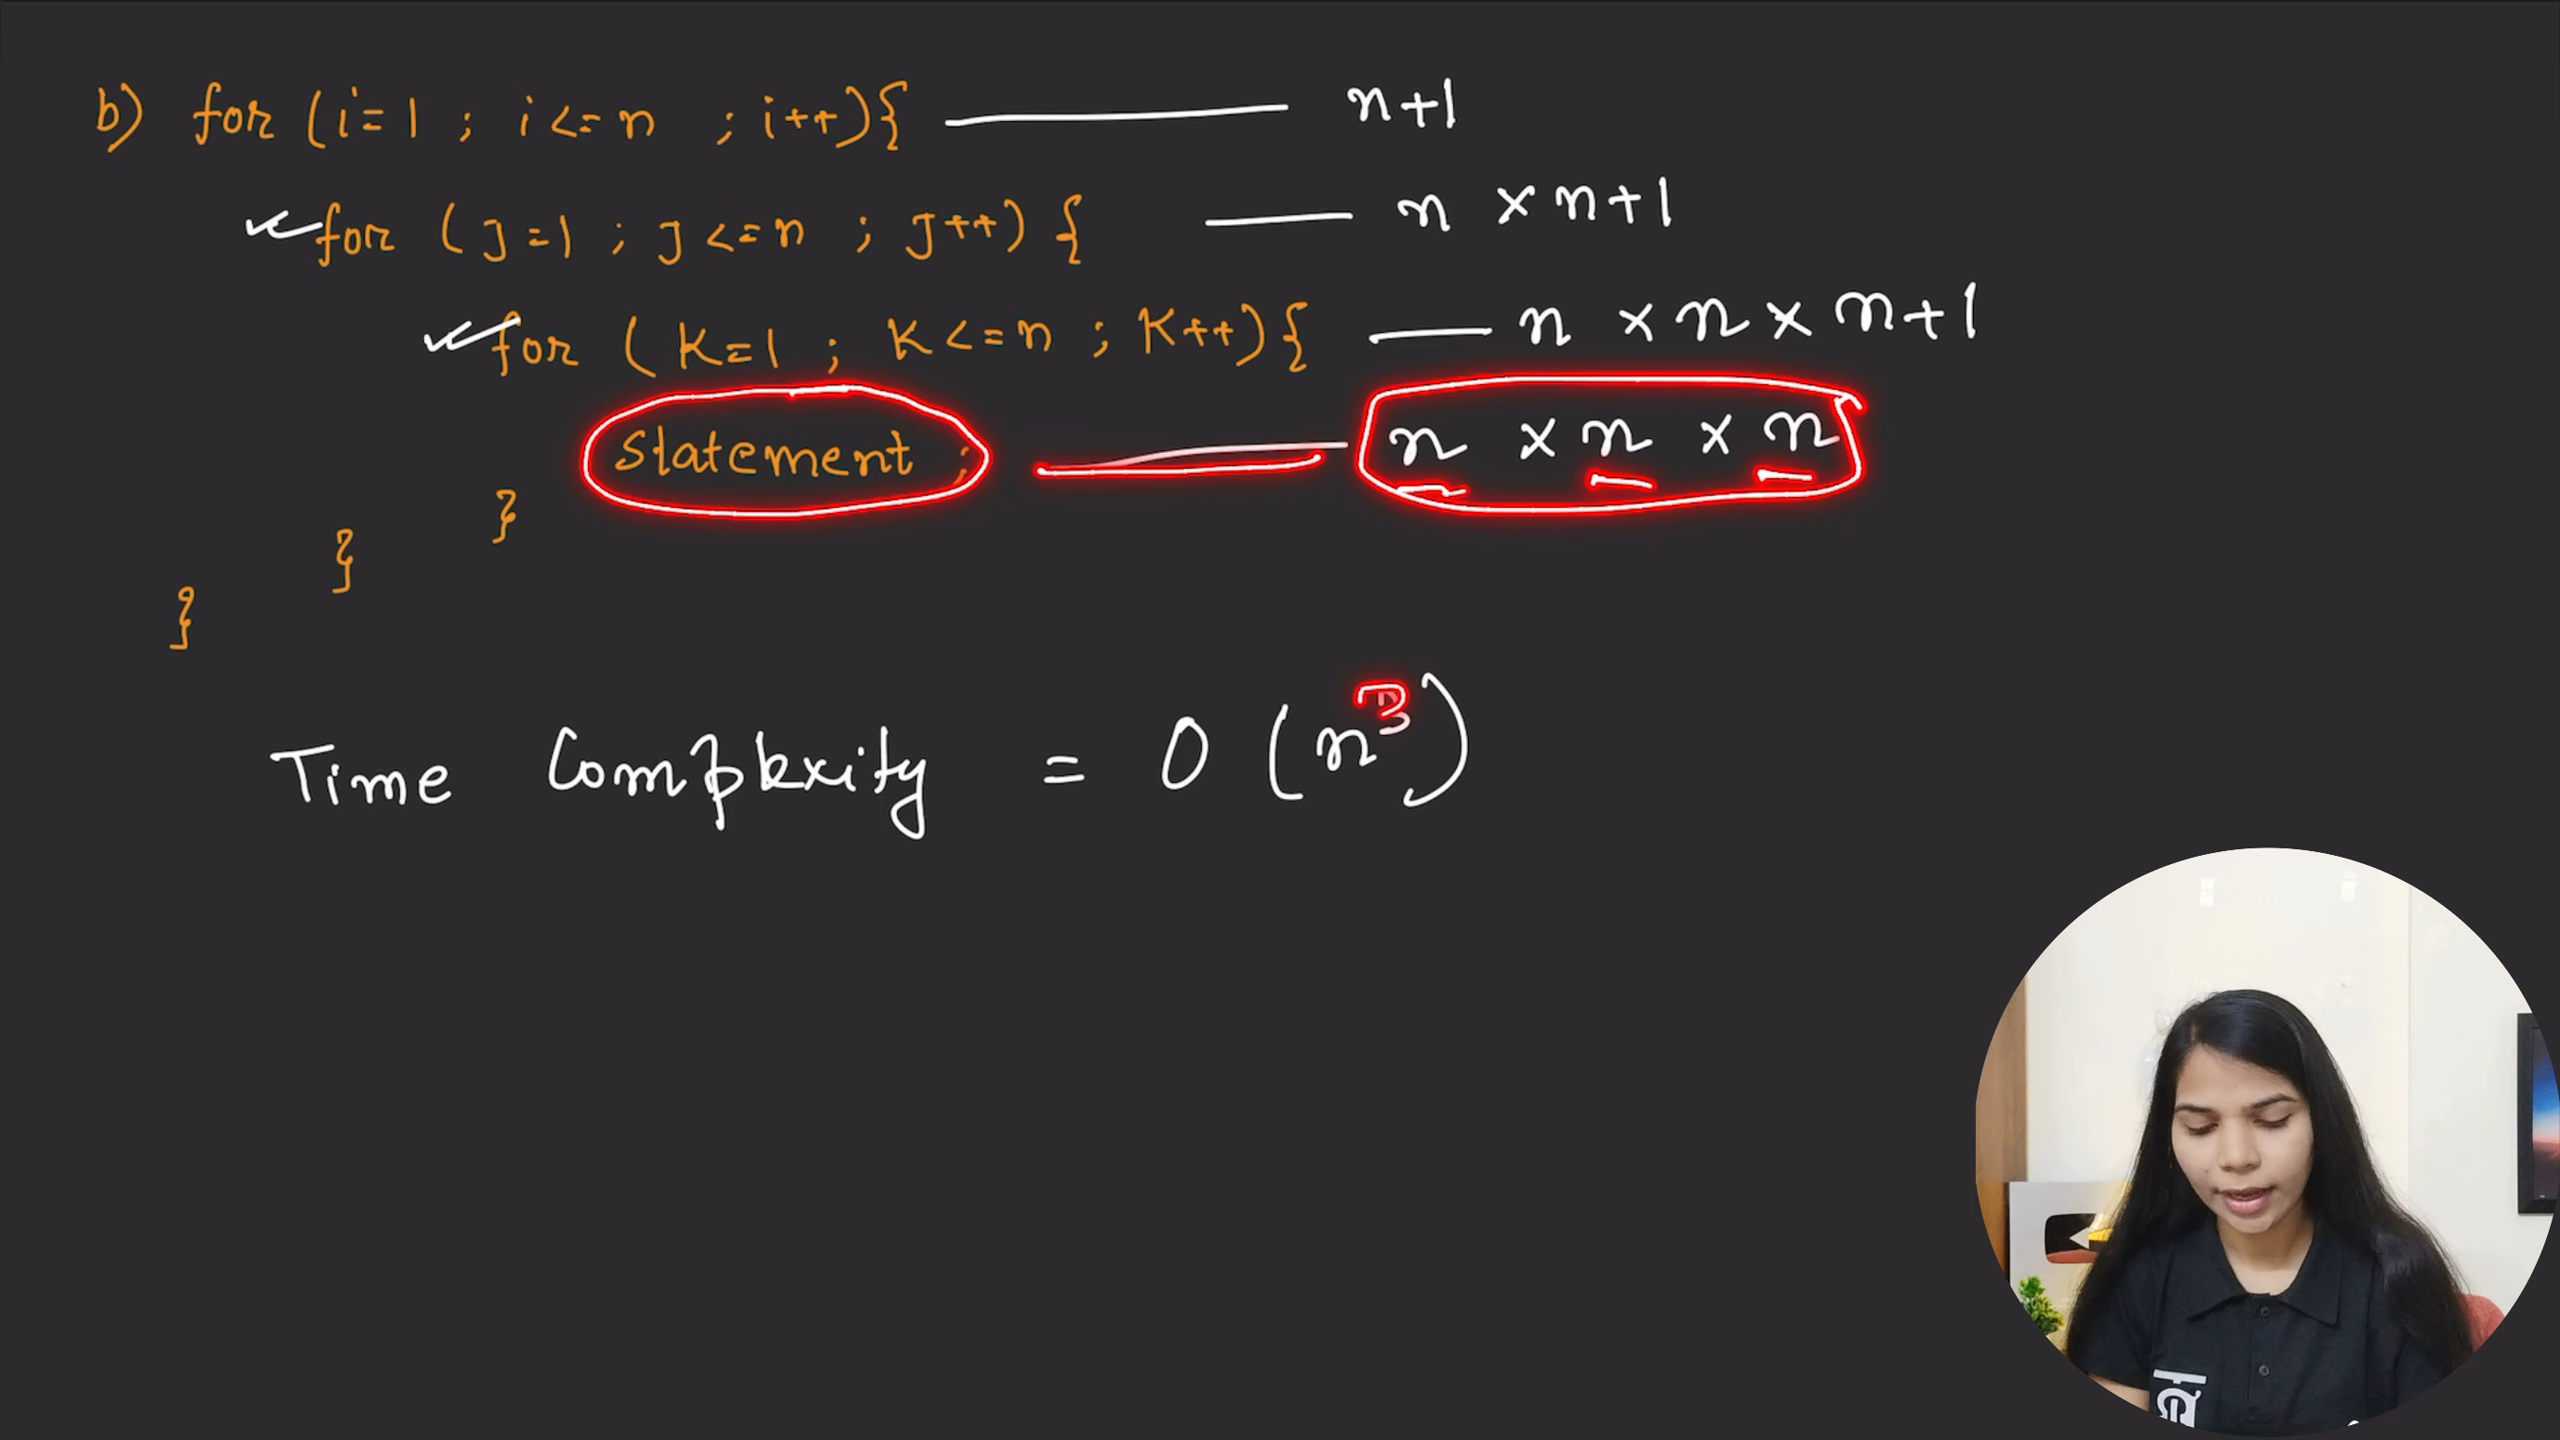 b) for (i=1 ; i<=n ; i++){ ——— n+1
for (J=1 ; J<=n ; J++) { — n × n+1
for (K=1 ; K<=n ; K++){ — n × n × n+1
Statement ; ——— n × n × n
}
}
}
Time Complexity = O (n³)